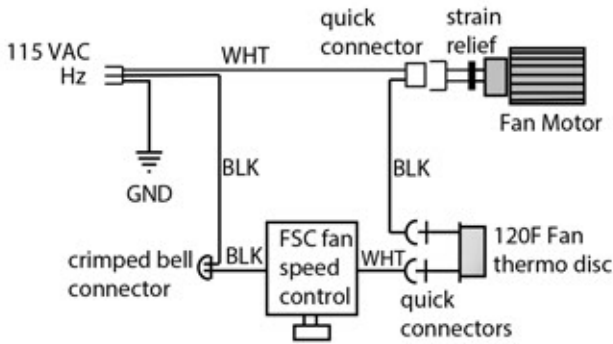 115 VAC
Hz
WHT
quick
connector
strain
relief
Fan Motor
GND
BLK
BLK
crimped bell
connector
BLK
FSC fan
speed
control
WHT
120F Fan
thermo disc
quick
connectors